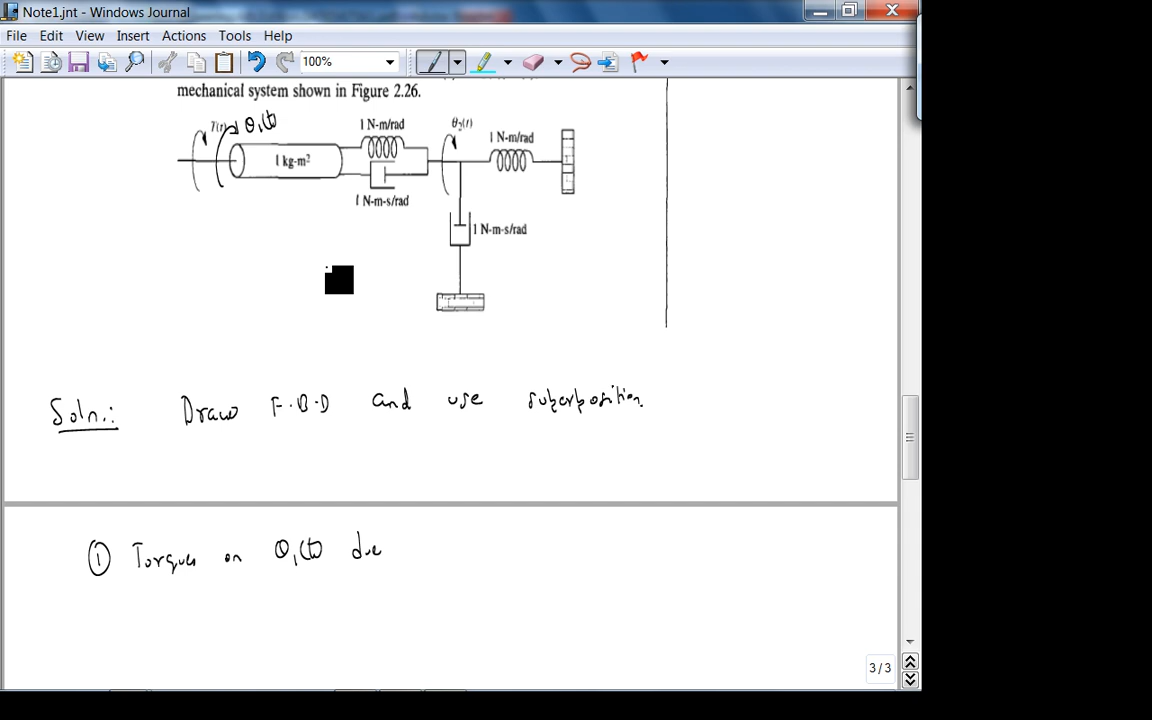 Note1.jnt - Windows Journal
File Edit View Insert Actions Tools Help
100%
mechanical system shown in Figure 2.26.
T(t) θ₁(t)
1 N-m/rad
θ₂(t)
1 N-m/rad
1 kg-m²
1 N-m-s/rad
1 N-m-s/rad
Soln.: Draw F.B.D and use superposition.
① Torques on θ₁(t) due
3 / 3